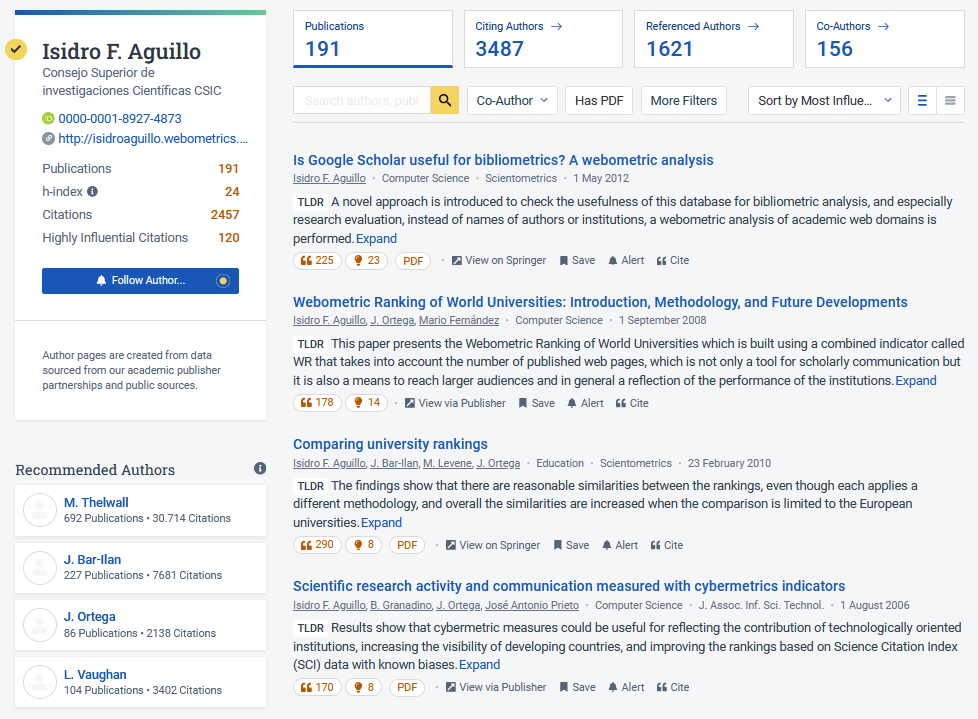 Isidro F. Aguillo
Consejo Superior de
investigaciones Científicas CSIC
iD 0000-0001-8927-4873
http://isidroaguillo.webometrics....
Publications 191
h-index 24
Citations 2457
Highly Influential Citations 120
Follow Author...
Author pages are created from data
sourced from our academic publisher
partnerships and public sources.
Recommended Authors
M. Thelwall
692 Publications • 30.714 Citations
J. Bar-Ilan
227 Publications • 7681 Citations
J. Ortega
86 Publications • 2138 Citations
L. Vaughan
104 Publications • 3402 Citations
Publications
191
Citing Authors →
3487
Referenced Authors →
1621
Co-Authors →
156
Search authors, publ
Co-Author
Has PDF
More Filters
Sort by Most Influe...
Is Google Scholar useful for bibliometrics? A webometric analysis
Isidro F. Aguillo • Computer Science • Scientometrics • 1 May 2012
TLDR A novel approach is introduced to check the usefulness of this database for bibliometric analysis, and especially
research evaluation, instead of names of authors or institutions, a webometric analysis of academic web domains is
performed. Expand
225 23 PDF • View on Springer Save Alert Cite
Webometric Ranking of World Universities: Introduction, Methodology, and Future Developments
Isidro F. Aguillo, J. Ortega, Mario Fernández • Computer Science • 1 September 2008
TLDR This paper presents the Webometric Ranking of World Universities which is built using a combined indicator called
WR that takes into account the number of published web pages, which is not only a tool for scholarly communication but
it is also a means to reach larger audiences and in general a reflection of the performance of the institutions. Expand
178 14 • View via Publisher Save Alert Cite
Comparing university rankings
Isidro F. Aguillo, J. Bar-Ilan, M. Levene, J. Ortega • Education • Scientometrics • 23 February 2010
TLDR The findings show that there are reasonable similarities between the rankings, even though each applies a
different methodology, and overall the similarities are increased when the comparison is limited to the European
universities. Expand
290 8 PDF • View on Springer Save Alert Cite
Scientific research activity and communication measured with cybermetrics indicators
Isidro F. Aguillo, B. Granadino, J. Ortega, José Antonio Prieto • Computer Science • J. Assoc. Inf. Sci. Technol. • 1 August 2006
TLDR Results show that cybermetric measures could be useful for reflecting the contribution of technologically oriented
institutions, increasing the visibility of developing countries, and improving the rankings based on Science Citation Index
(SCI) data with known biases. Expand
170 8 PDF • View via Publisher Save Alert Cite